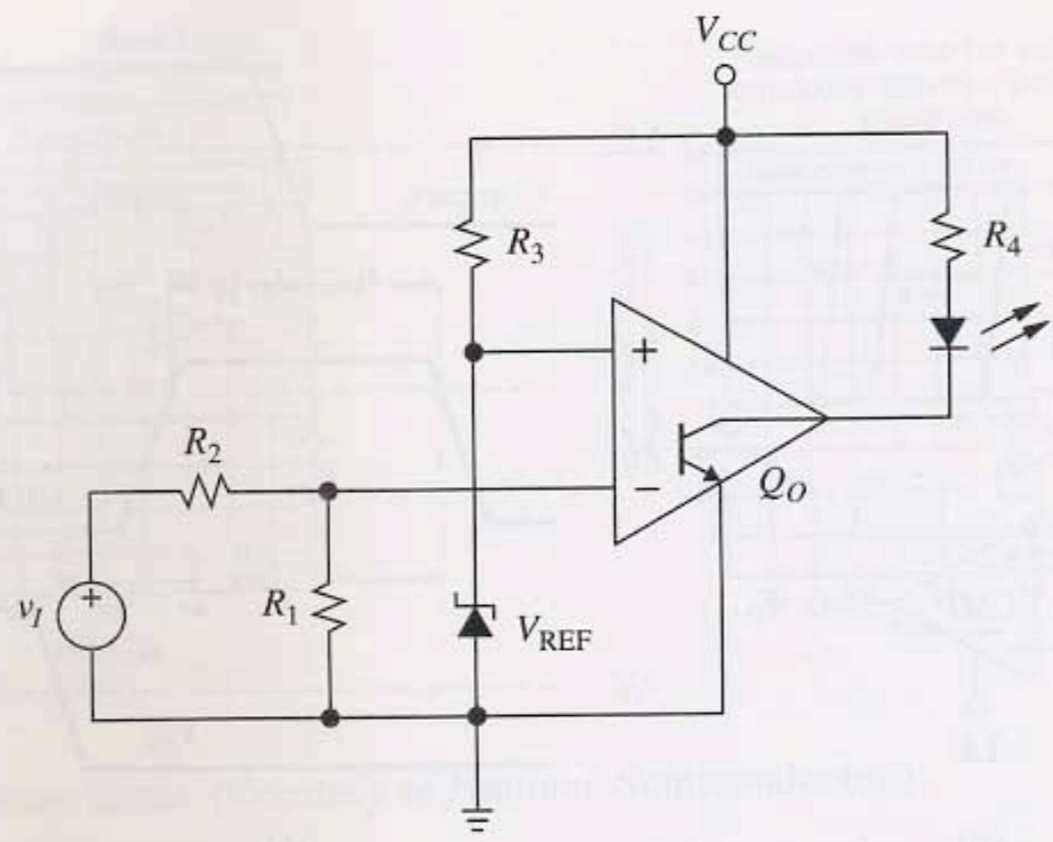 V_CC
R_3
R_4
+
R_2
−
Q_O
+
v_I
R_1
V_REF